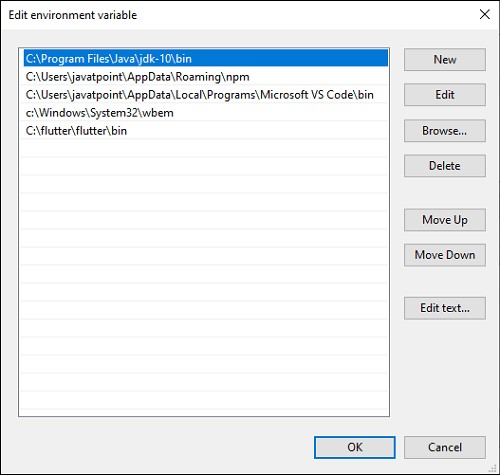 Edit environment variable
C:\Program Files\Java\jdk-10\bin
C:\Users\javatpoint\AppData\Roaming\npm
C:\Users\javatpoint\AppData\Local\Programs\Microsoft VS Code\bin
c:\Windows\System32\wbem
C:\flutter\flutter\bin
New
Edit
Browse...
Delete
Move Up
Move Down
Edit text...
OK
Cancel